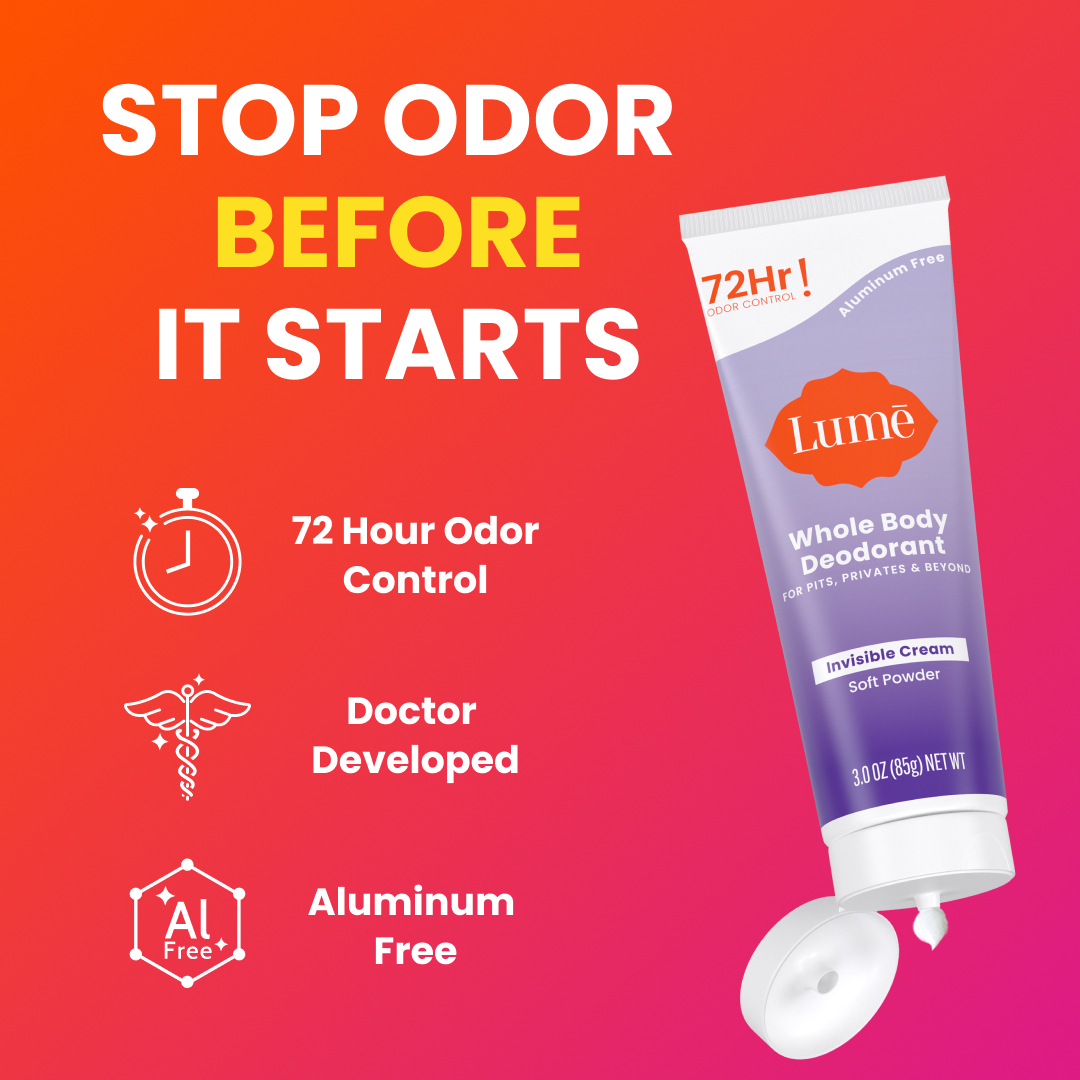 STOP ODOR
BEFORE
IT STARTS
72 Hour Odor
Control
Doctor
Developed
Al
Free
Aluminum
Free
72Hr!
ODOR CONTROL
Aluminum Free
Lumē
Whole Body
Deodorant
FOR PITS, PRIVATES & BEYOND
Invisible Cream
Soft Powder
3.0 OZ (85g) NET WT